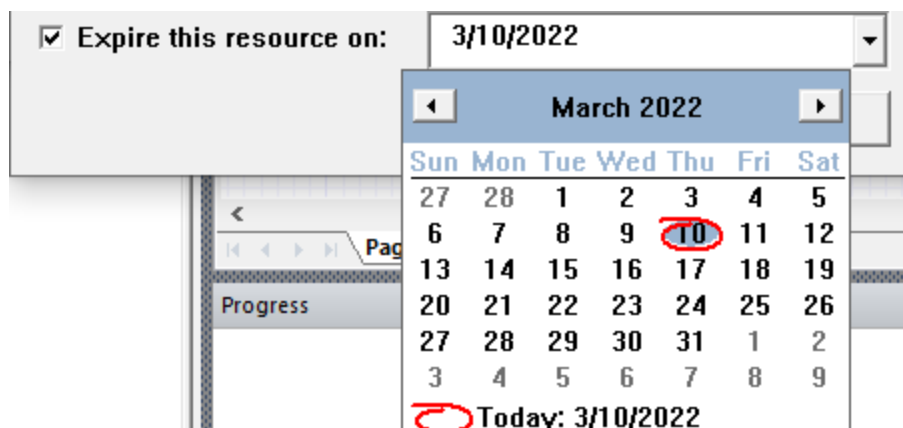 Expire this resource on: 3/10/2022
March 2022
Sun Mon Tue Wed Thu Fri Sat
27 28 1 2 3 4 5
6 7 8 9 10 11 12
13 14 15 16 17 18 19
20 21 22 23 24 25 26
27 28 29 30 31 1 2
3 4 5 6 7 8 9
Today: 3/10/2022
Pag
Progress